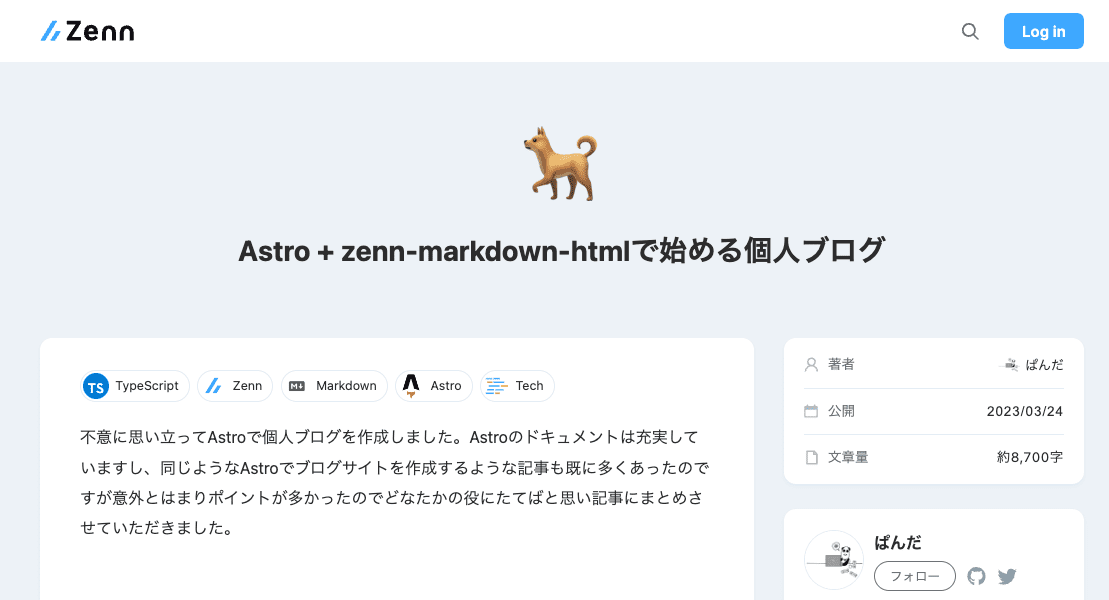 Zenn
Log in
Astro + zenn-markdown-htmlで始める個人ブログ
TS TypeScript Zenn Markdown Astro Tech
不意に思い立ってAstroで個人ブログを作成しました。Astroのドキュメントは充実して
いますし、同じようなAstroでブログサイトを作成するような記事も既に多くあったので
すが意外とはまりポイントが多かったのでどなたかの役にたてばと思い記事にまとめさ
せていただきました。
著者 ぱんだ
公開 2023/03/24
文章量 約8,700字
ぱんだ
フォロー